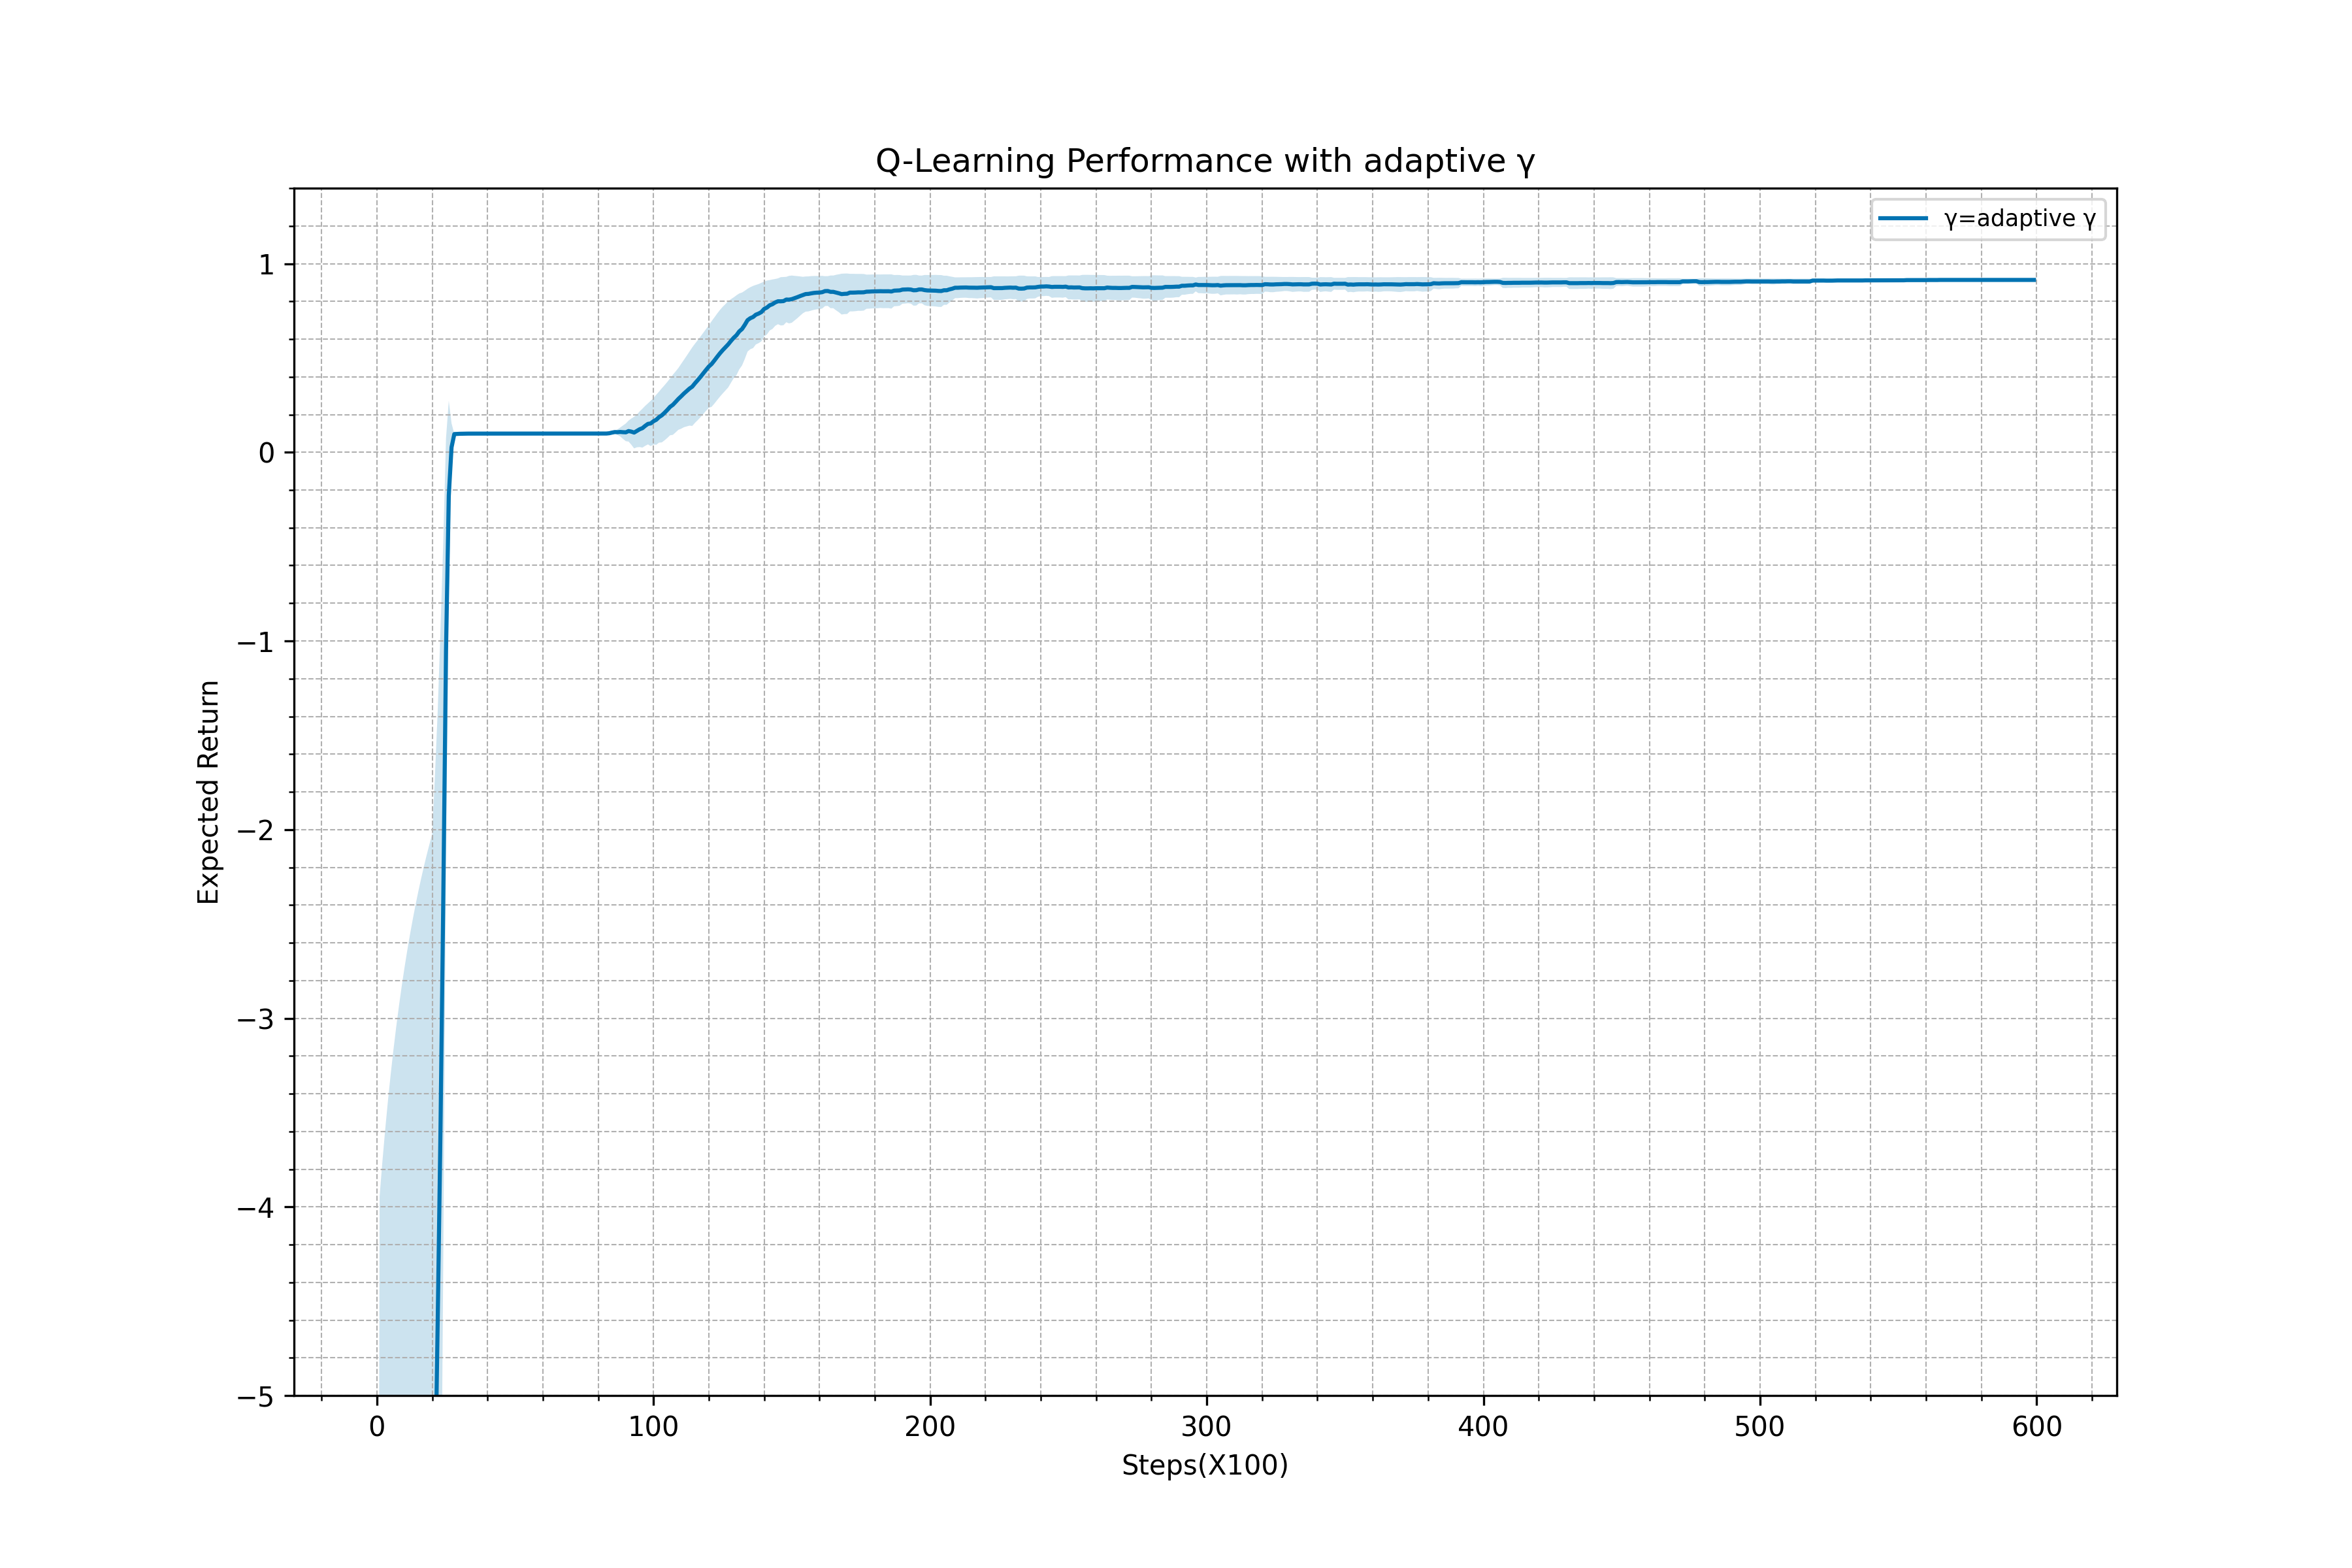 Q-Learning Performance with adaptive γ
γ=adaptive γ
1
0
−1
−2
−3
−4
−5
Expected Return
0 100 200 300 400 500 600
Steps(X100)